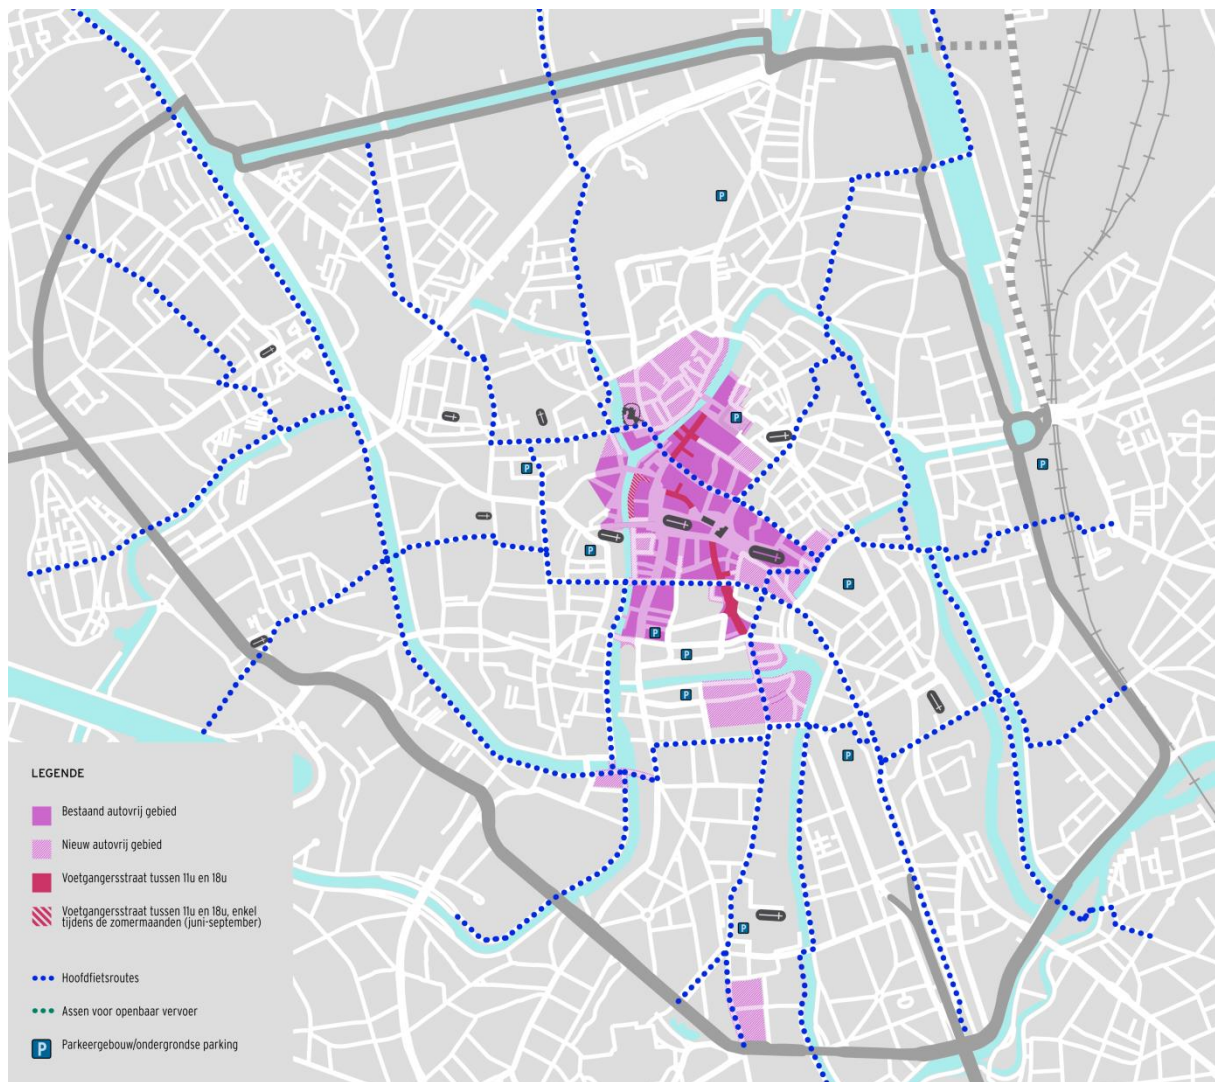 P
P
P
P
P
P
P
P
P
P
P
LEGENDE
Bestaand autovrij gebied
Nieuw autovrij gebied
Voetgangersstraat tussen 11u en 18u
Voetgangersstraat tussen 11u en 18u, enkel
tijdens de zomermaanden (juni-september)
Hoofdfietsroutes
Assen voor openbaar vervoer
P Parkeergebouw/ondergrondse parking